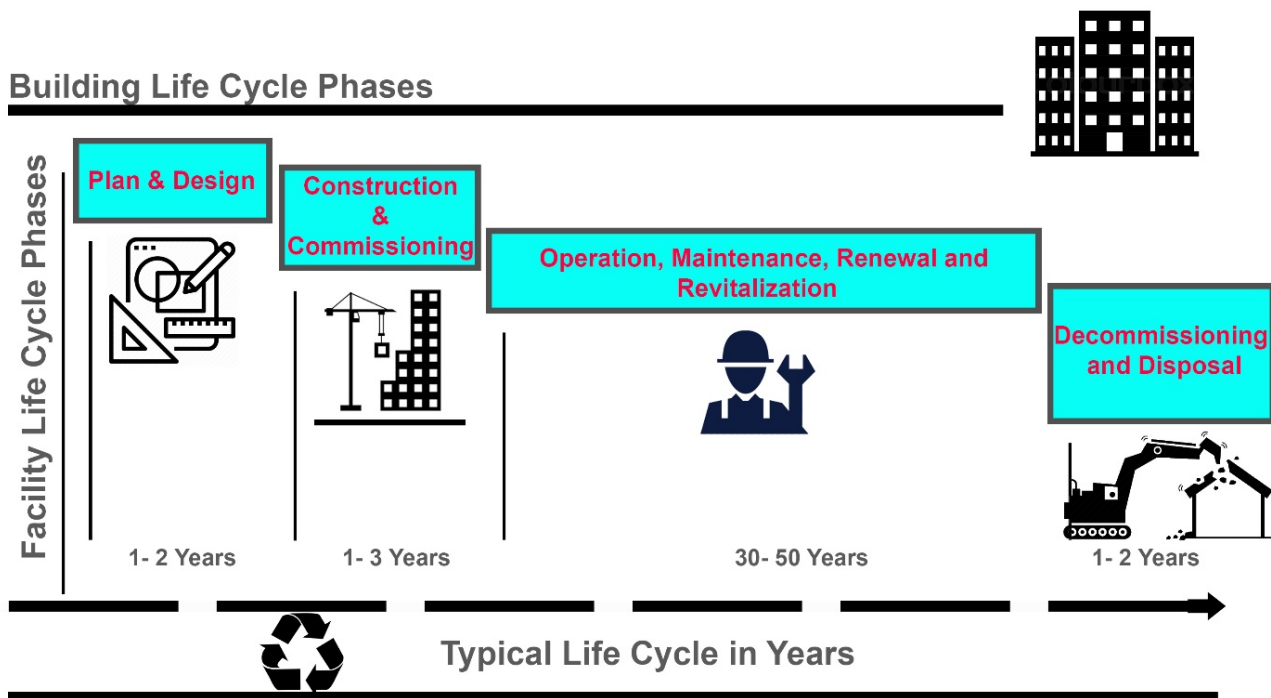 Building Life Cycle Phases
Facility Life Cycle Phases
Plan & Design
Construction
&
Commissioning
Operation, Maintenance, Renewal and
Revitalization
Decommissioning
and Disposal
1- 2 Years
1- 3 Years
30- 50 Years
1- 2 Years
Typical Life Cycle in Years